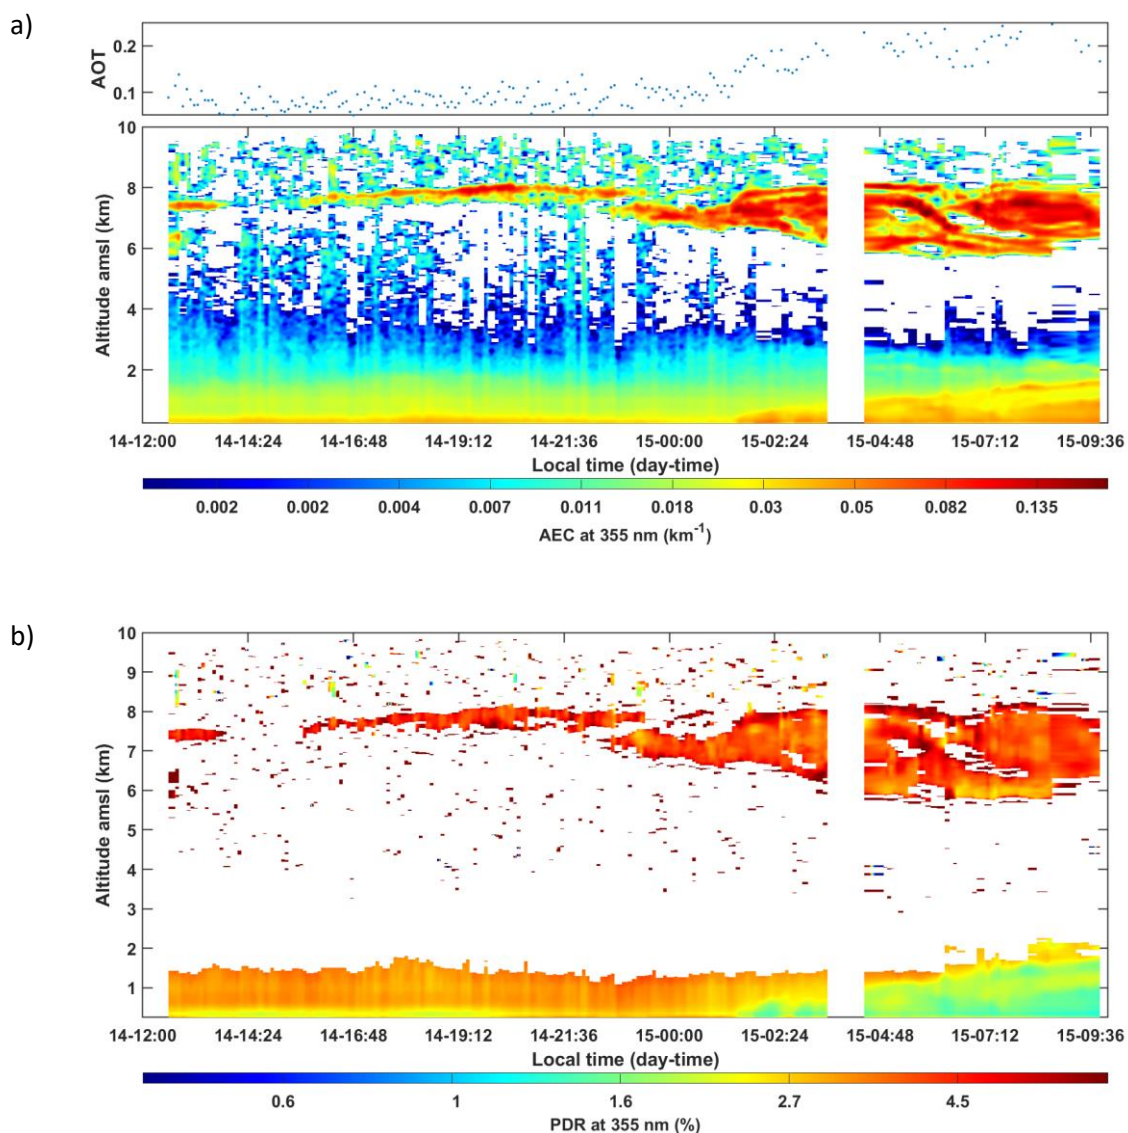 a)
AOT
0.2
0.1
Altitude amsl (km)
10
8
6
4
2
14-12:00 14-14:24 14-16:48 14-19:12 14-21:36 15-00:00 15-02:24 15-04:48 15-07:12 15-09:36
Local time (day-time)
0.002 0.002 0.004 0.007 0.011 0.018 0.03 0.05 0.082 0.135
AEC at 355 nm (km⁻¹)
b)
Altitude amsl (km)
10
9
8
7
6
5
4
3
2
1
14-12:00 14-14:24 14-16:48 14-19:12 14-21:36 15-00:00 15-02:24 15-04:48 15-07:12 15-09:36
Local time (day-time)
0.6 1 1.6 2.7 4.5
PDR at 355 nm (%)